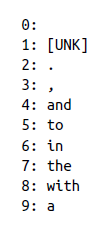 0:
1: [UNK]
2: .
3: ,
4: and
5: to
6: in
7: the
8: with
9: a